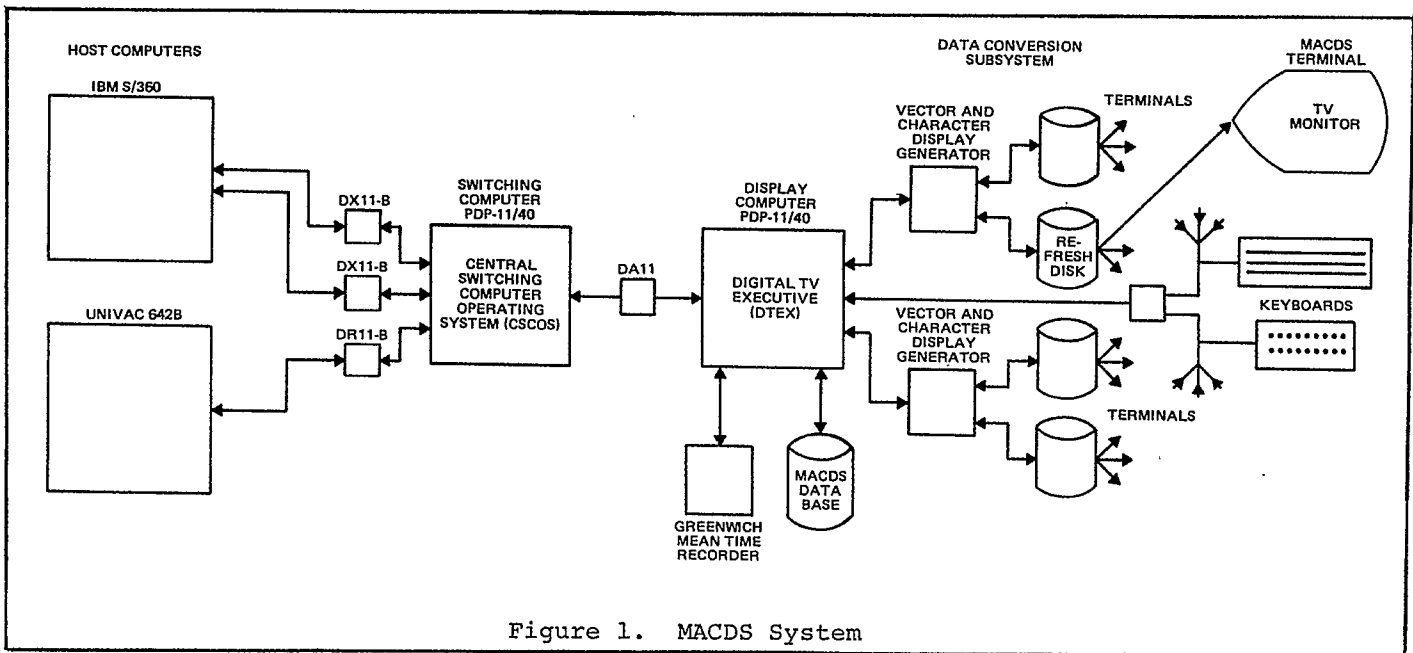 HOST COMPUTERS
IBM S/360
UNIVAC 642B
DX11-B
DX11-B
DR11-B
SWITCHING
COMPUTER
PDP-11/40
CENTRAL
SWITCHING
COMPUTER
OPERATING
SYSTEM (CSCOS)
DA11
DISPLAY
COMPUTER
PDP-11/40
DIGITAL TV
EXECUTIVE
(DTEX)
GREENWICH
MEAN TIME
RECORDER
MACDS
DATA
BASE
DATA CONVERSION
SUBSYSTEM
VECTOR AND
CHARACTER
DISPLAY
GENERATOR
TERMINALS
RE-
FRESH
DISK
VECTOR AND
CHARACTER
DISPLAY
GENERATOR
TERMINALS
MACDS
TERMINAL
TV
MONITOR
KEYBOARDS
Figure 1. MACDS System